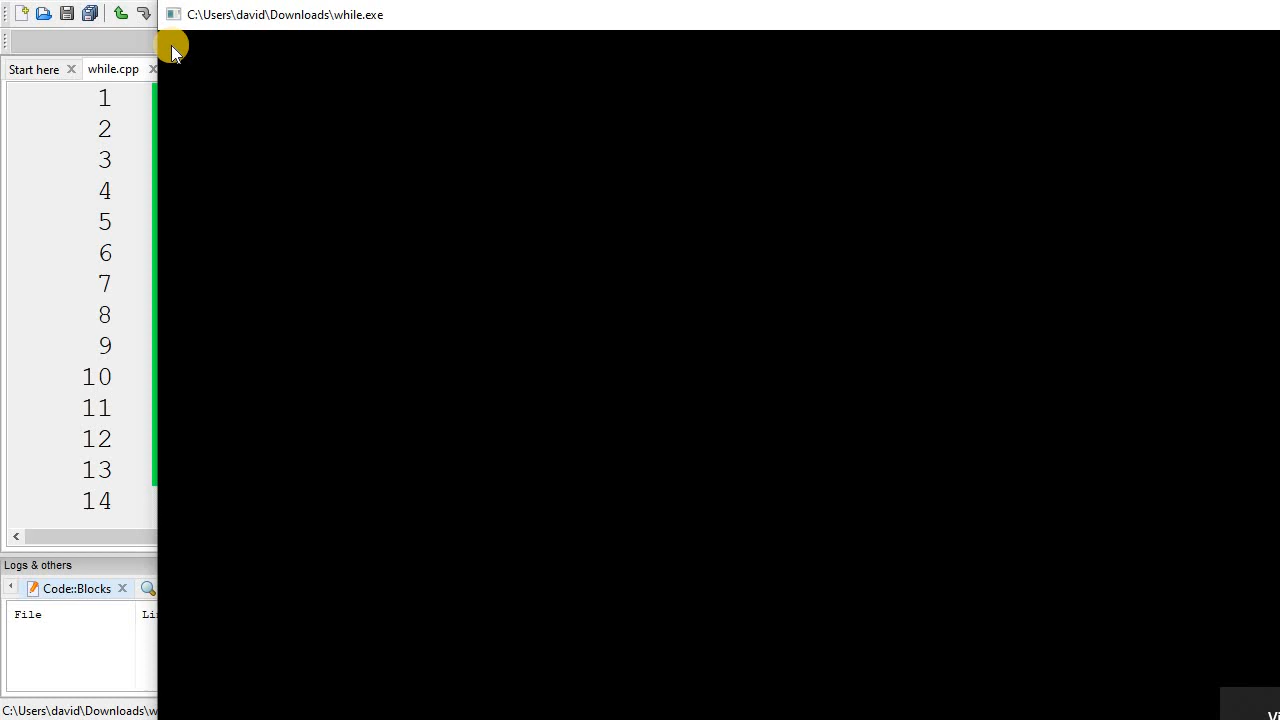 C:\Users\david\Downloads\while.exe
Start here
while.cpp
1
2
3
4
5
6
7
8
9
10
11
12
13
14
Logs & others
Code::Blocks
File
C:\Users\david\Downloads\w